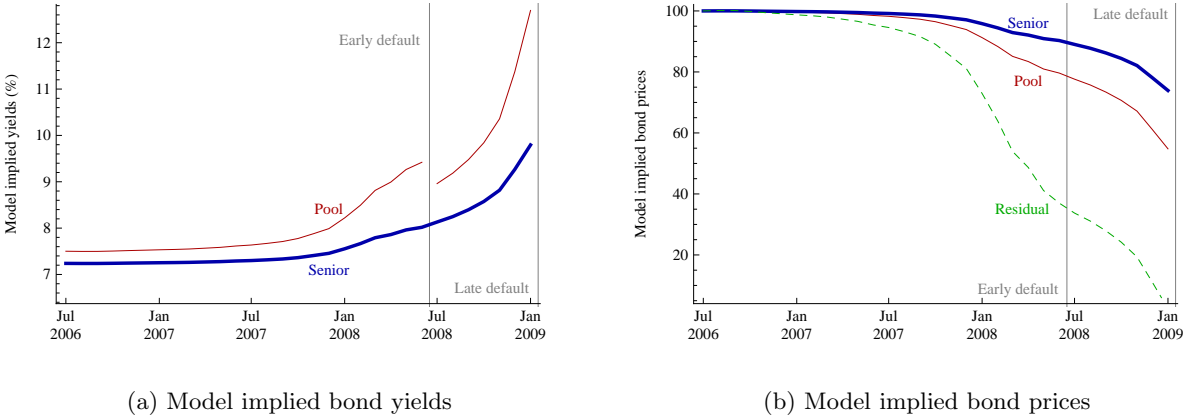 Model implied yields (%)
12
11
10
9
8
7
Early default
Pool
Senior
Late default
Jul
2006
Jan
2007
Jul
2007
Jan
2008
Jul
2008
Jan
2009
(a) Model implied bond yields
Model implied bond prices
100
80
60
40
20
Senior
Late default
Pool
Residual
Early default
Jul
2006
Jan
2007
Jul
2007
Jan
2008
Jul
2008
Jan
2009
(b) Model implied bond prices